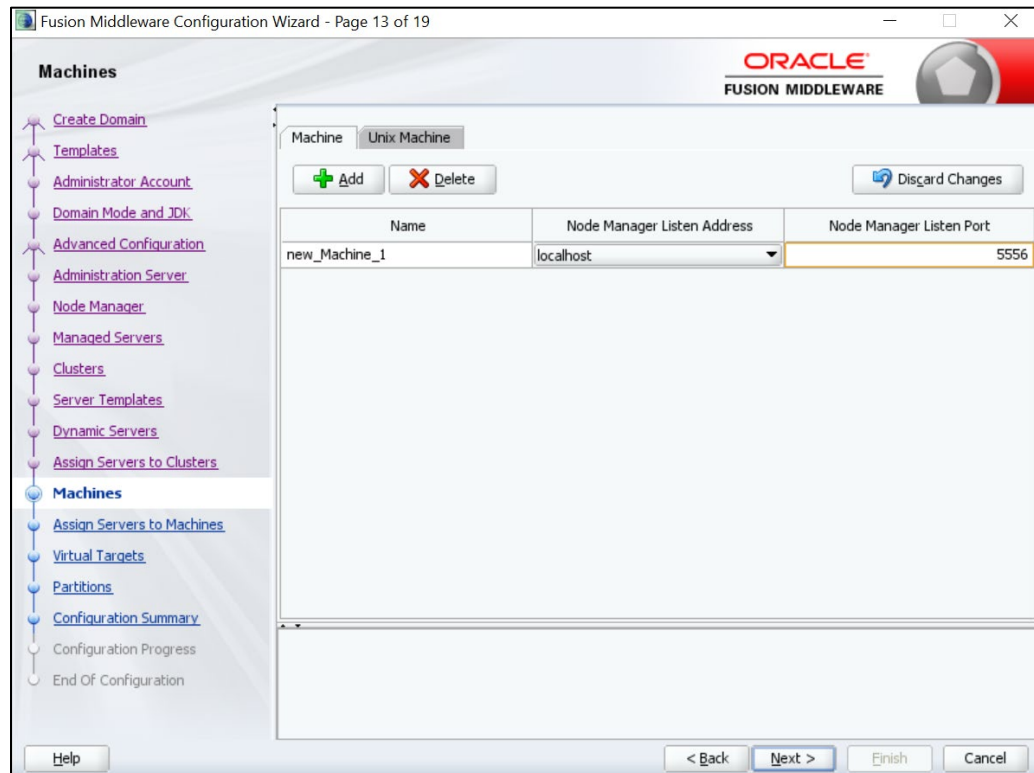 Fusion Middleware Configuration Wizard - Page 13 of 19
Machines
ORACLE
FUSION MIDDLEWARE
Create Domain
Templates
Administrator Account
Domain Mode and JDK
Advanced Configuration
Administration Server
Node Manager
Managed Servers
Clusters
Server Templates
Dynamic Servers
Assign Servers to Clusters
Machines
Assign Servers to Machines
Virtual Targets
Partitions
Configuration Summary
Configuration Progress
End Of Configuration
Machine Unix Machine
Add Delete Discard Changes
Name Node Manager Listen Address Node Manager Listen Port
new_Machine_1 localhost 5556
Help < Back Next > Finish Cancel